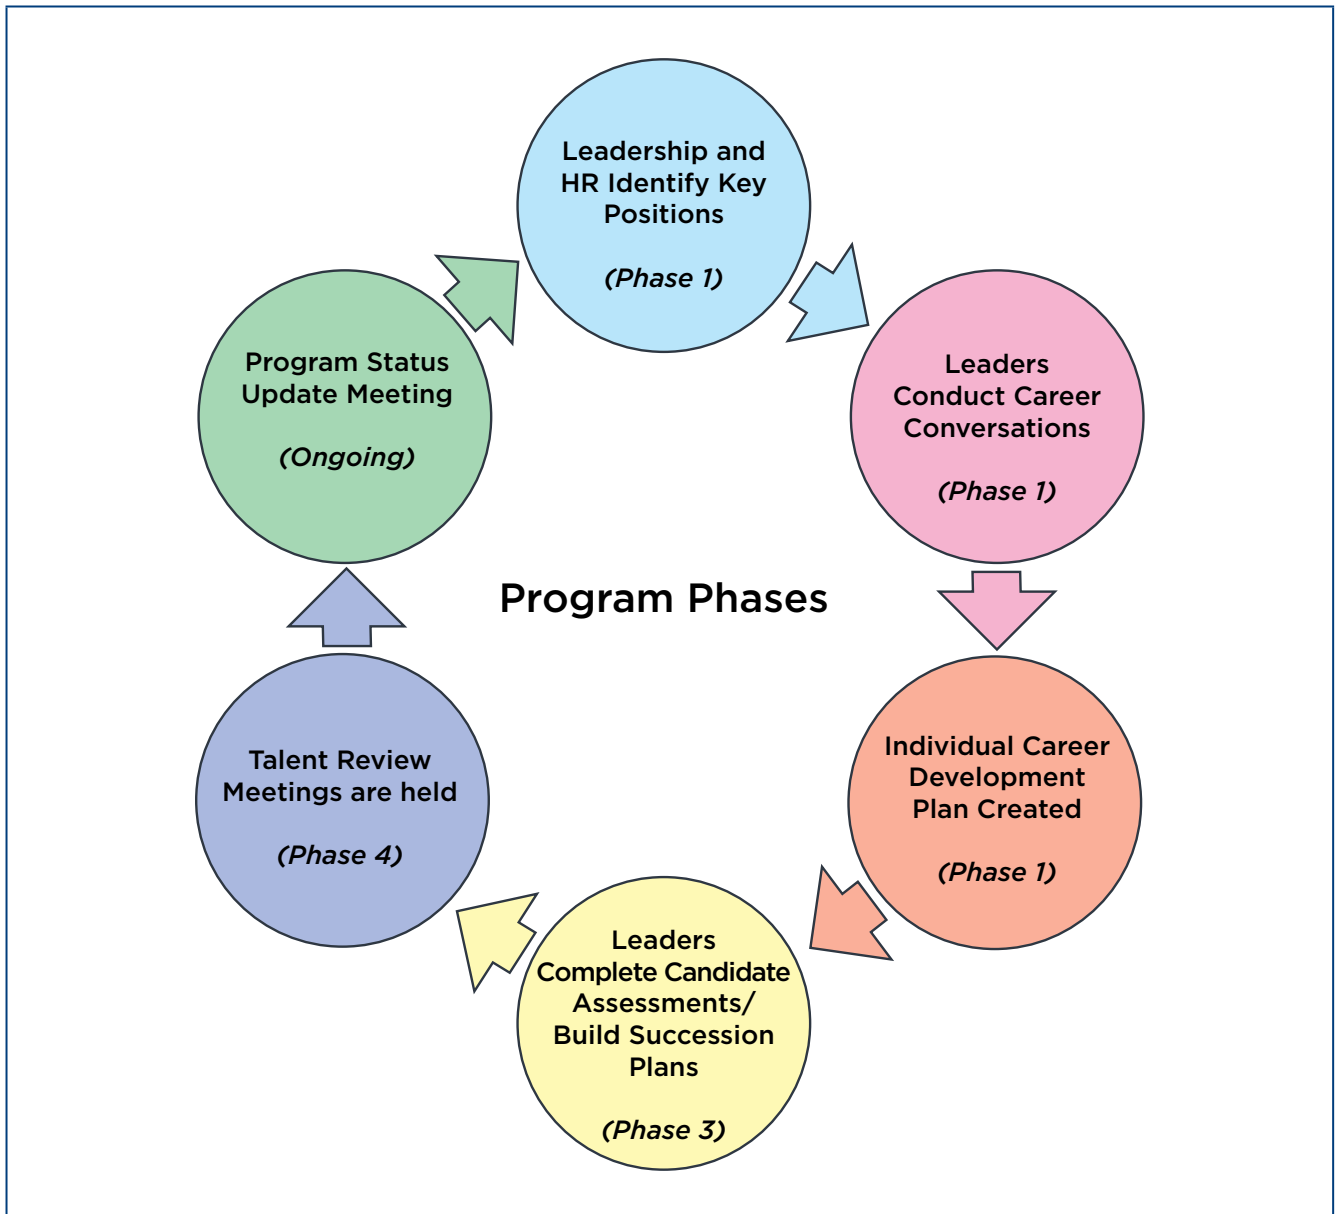 Leadership and
HR Identify Key
Positions
(Phase 1)
Leaders
Conduct Career
Conversations
(Phase 1)
Individual Career
Development
Plan Created
(Phase 1)
Leaders
Complete Candidate
Assessments/
Build Succession
Plans
(Phase 3)
Talent Review
Meetings are held
(Phase 4)
Program Status
Update Meeting
(Ongoing)
Program Phases